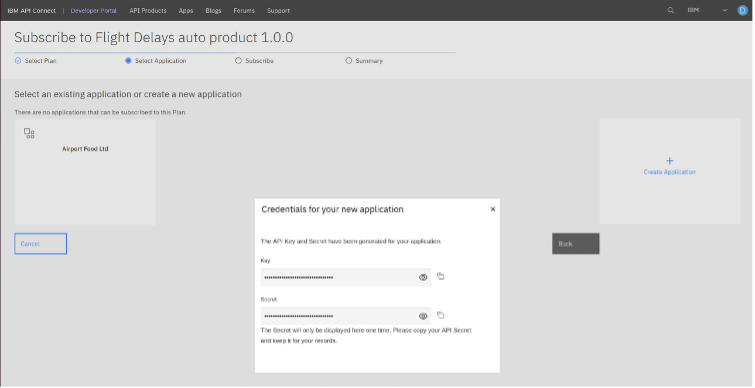 IBM API Connect | Developer Portal API Products Apps Blogs Forums Support IBM D
Subscribe to Flight Delays auto product 1.0.0
Select Plan Select Application Subscribe Summary
Select an existing application or create a new application
There are no applications that can be subscribed to this Plan.
Airport Food Ltd
Create Application
Credentials for your new application
Cancel
Back
The API Key and Secret have been generated for your application.
Key
••••••••••••••••••••••••••••••••
Secret
••••••••••••••••••••••••••••••••
The Secret will only be displayed here one time. Please copy your API Secret
and keep it for your records.